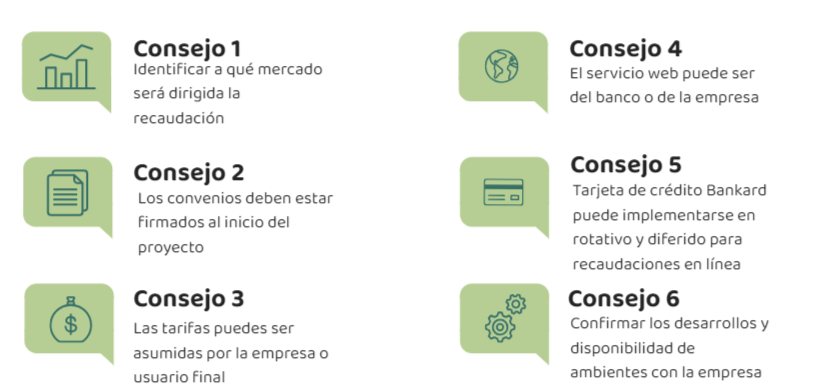 Consejo 1
Identificar a qué mercado
será dirigida la
recaudación
Consejo 2
Los convenios deben estar
firmados al inicio del
proyecto
Consejo 3
$
Las tarifas puedes ser
asumidas por la empresa o
usuario final
Consejo 4
El servicio web puede ser
del banco o de la empresa
Consejo 5
Tarjeta de crédito Bankard
puede implementarse en
rotativo y diferido para
recaudaciones en línea
Consejo 6
Confirmar los desarrollos y
disponibilidad de
ambientes con la empresa